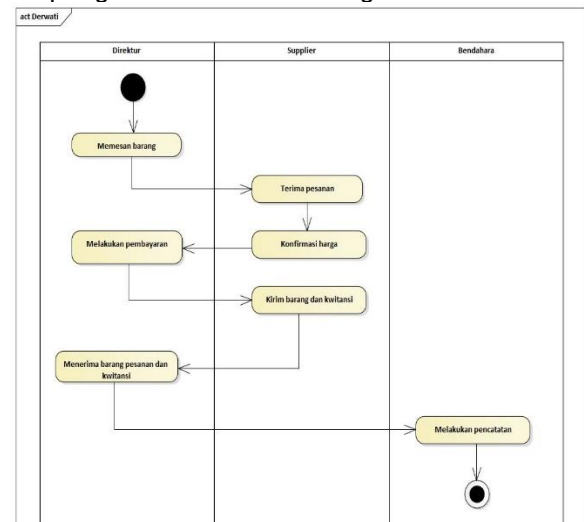 act Derwati
Direktur
Supplier
Bendahara
Memesan barang
Terima pesanan
Konfirmasi harga
Melakukan pembayaran
Kirim barang dan kwitansi
Menerima barang pesanan dan
kwitansi
Melakukan pencatatan